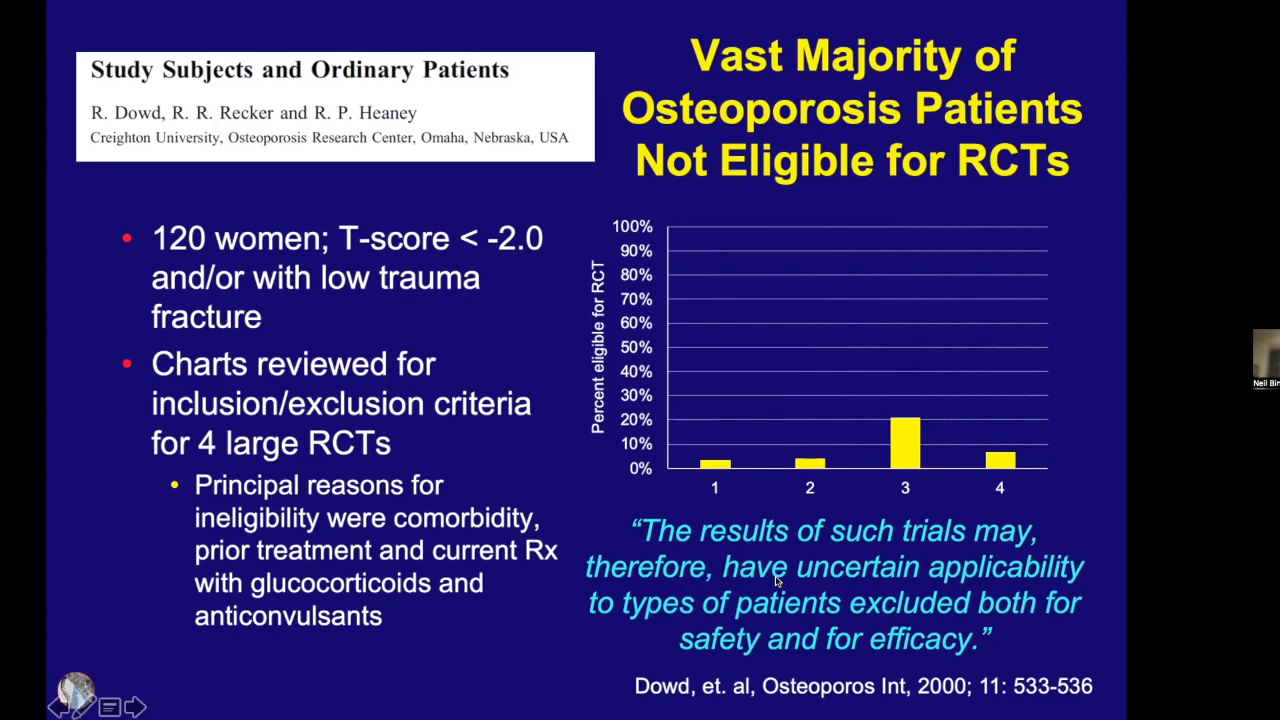 Study Subjects and Ordinary Patients
R. Dowd, R. R. Recker and R. P. Heaney
Creighton University, Osteoporosis Research Center, Omaha, Nebraska, USA
Vast Majority of
Osteoporosis Patients
Not Eligible for RCTs
• 120 women; T-score < -2.0
and/or with low trauma
fracture
• Charts reviewed for
inclusion/exclusion criteria
for 4 large RCTs
• Principal reasons for
ineligibility were comorbidity,
prior treatment and current Rx
with glucocorticoids and
anticonvulsants
Percent eligible for RCT
100%
90%
80%
70%
60%
50%
40%
30%
20%
10%
0%
1 2 3 4
“The results of such trials may,
therefore, have uncertain applicability
to types of patients excluded both for
safety and for efficacy.”
Dowd, et. al, Osteoporos Int, 2000; 11: 533-536
Neil